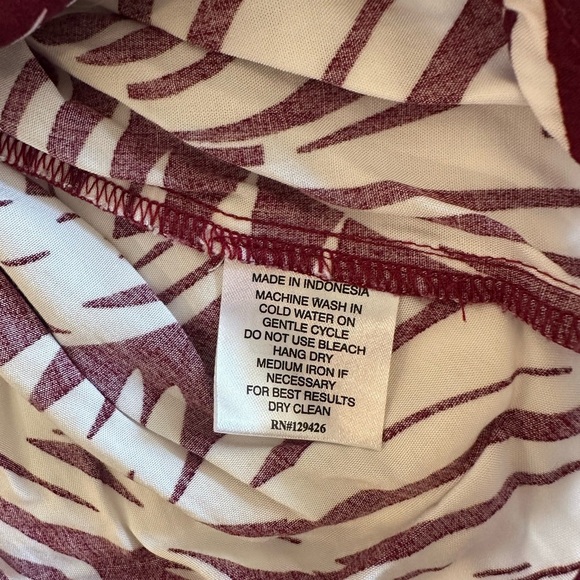 MADE IN INDONESIA
MACHINE WASH IN
COLD WATER ON
GENTLE CYCLE
DO NOT USE BLEACH
HANG DRY
MEDIUM IRON IF
NECESSARY
FOR BEST RESULTS
DRY CLEAN
RN#129426